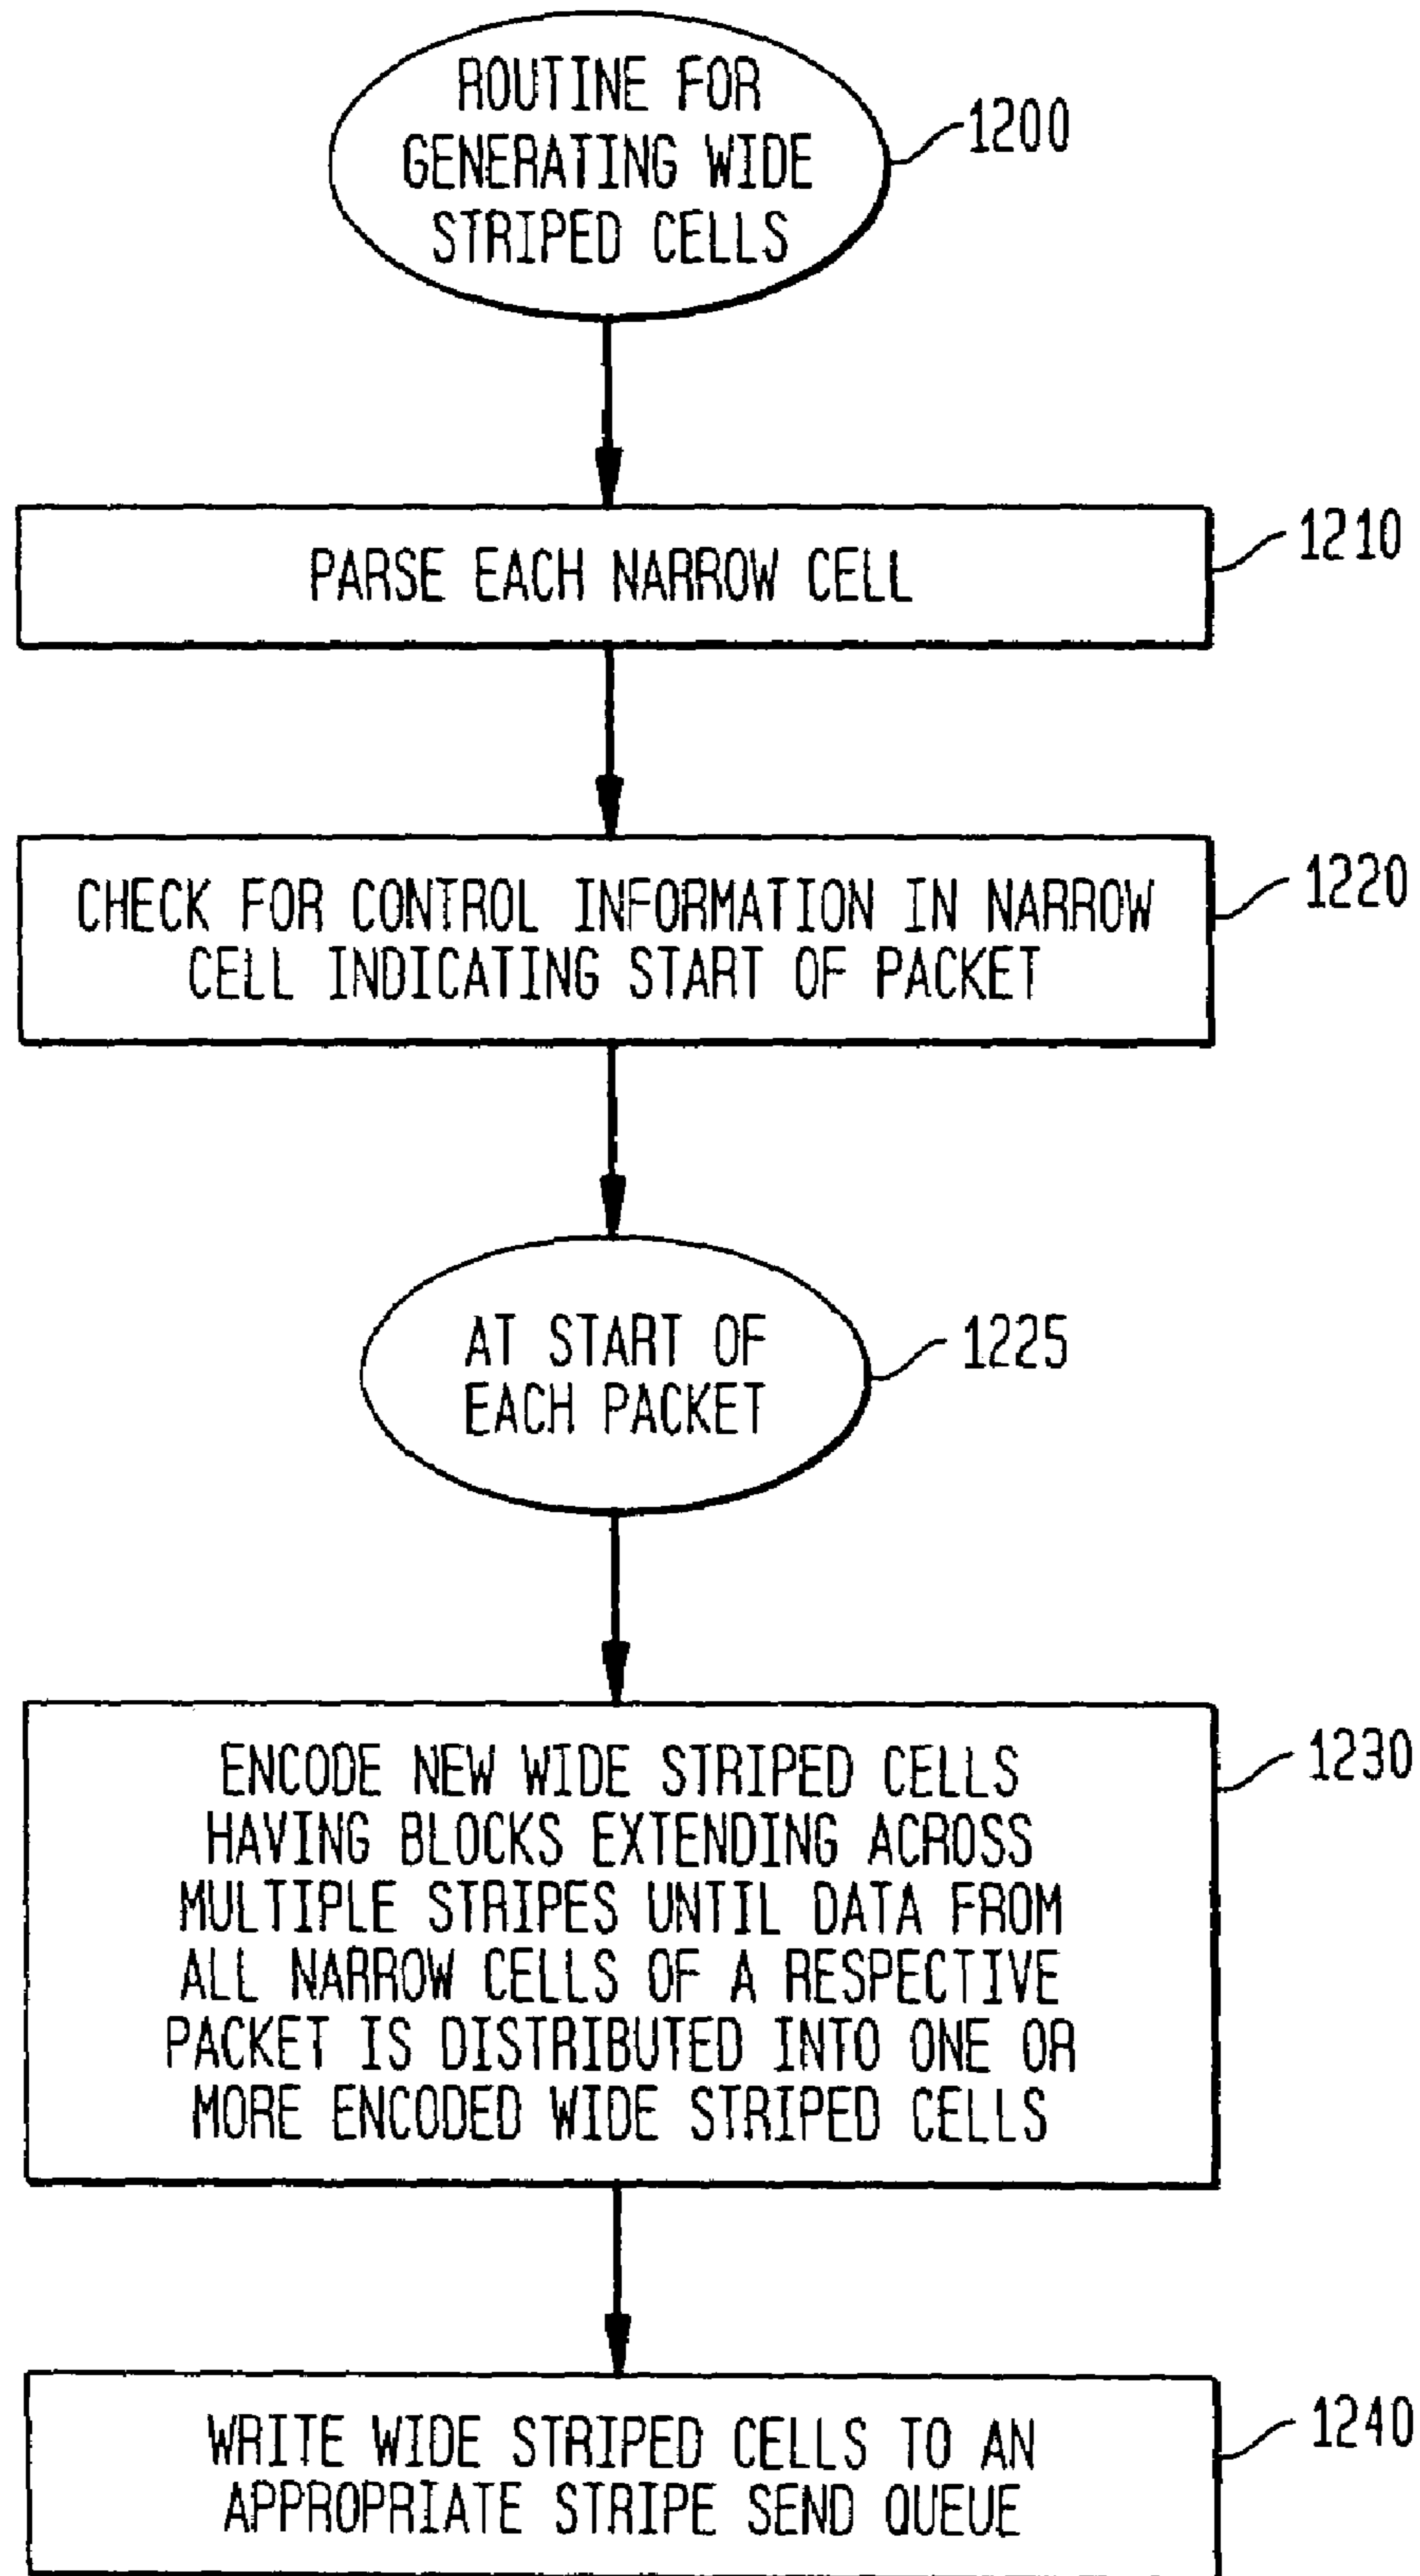 ROUTINE FOR
GENERATING WIDE
STRIPED CELLS
1200
PARSE EACH NARROW CELL
1210
CHECK FOR CONTROL INFORMATION IN NARROW
CELL INDICATING START OF PACKET
1220
AT START OF
EACH PACKET
1225
ENCODE NEW WIDE STRIPED CELLS
HAVING BLOCKS EXTENDING ACROSS
MULTIPLE STRIPES UNTIL DATA FROM
ALL NARROW CELLS OF A RESPECTIVE
PACKET IS DISTRIBUTED INTO ONE OR
MORE ENCODED WIDE STRIPED CELLS
1230
WRITE WIDE STRIPED CELLS TO AN
APPROPRIATE STRIPE SEND QUEUE
1240